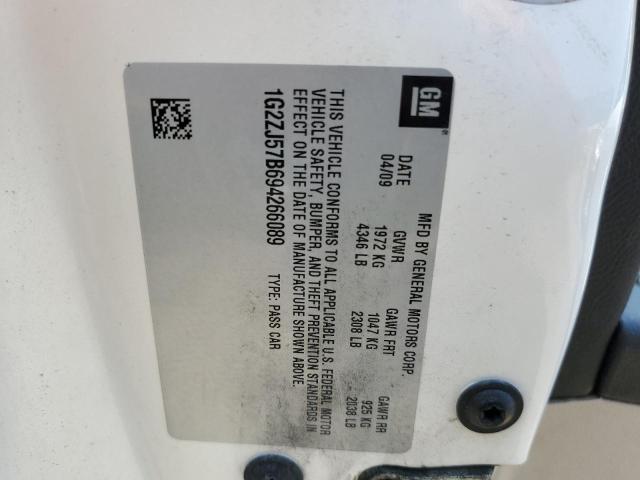 GM
MFD BY GENERAL MOTORS CORP.
DATE GVWR GAWR FRT GAWR RR
04/09 1972 KG 1047 KG 925 KG
4346 LB 2308 LB 2038 LB
THIS VEHICLE CONFORMS TO ALL APPLICABLE U.S. FEDERAL MOTOR
VEHICLE SAFETY, BUMPER, AND THEFT PREVENTION STANDARDS IN
EFFECT ON THE DATE OF MANUFACTURE SHOWN ABOVE.
1G2ZJ57B694266089 TYPE: PASS CAR